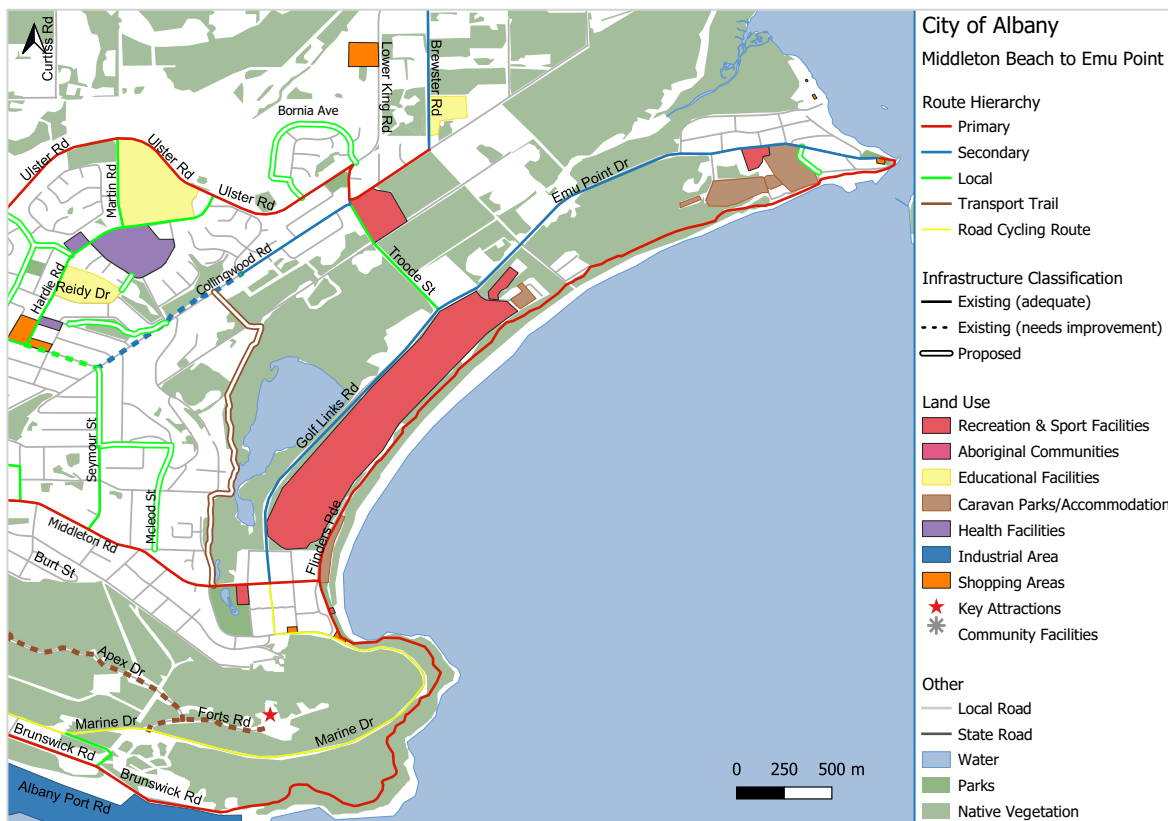 City of Albany
Middleton Beach to Emu Point
Route Hierarchy
Primary
Secondary
Local
Transport Trail
Road Cycling Route
Infrastructure Classification
Existing (adequate)
Existing (needs improvement)
Proposed
Land Use
Recreation & Sport Facilities
Aboriginal Communities
Educational Facilities
Caravan Parks/Accommodation
Health Facilities
Industrial Area
Shopping Areas
Key Attractions
Community Facilities
Other
Local Road
State Road
Water
Parks
Native Vegetation
Curtiss Rd
Lower King Rd
Brewster Rd
Bornia Ave
Ulster Rd
Ulster Rd
Ulster Rd
Martin Rd
Emu Point Dr
Collingwood Rd
Troode St
Hardie Rd
Reidy Dr
Golf Links Rd
Seymour St
Mcleod St
Flinders Pde
Middleton Rd
Burt St
Apex Dr
Forts Rd
Marine Dr
Marine Dr
Brunswick Rd
Brunswick Rd
Albany Port Rd
0 250 500 m